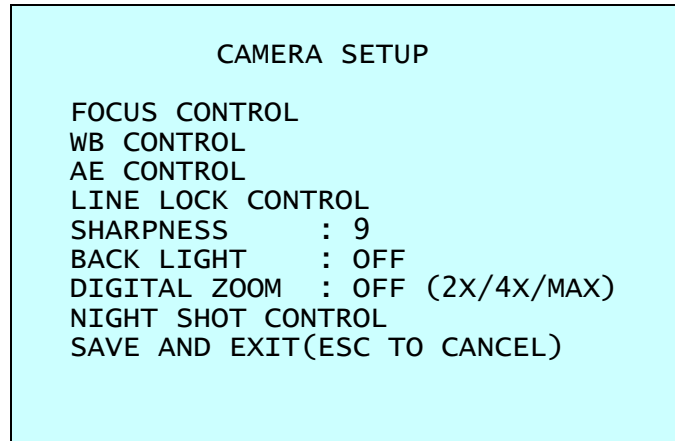 CAMERA SETUP
FOCUS CONTROL
WB CONTROL
AE CONTROL
LINE LOCK CONTROL
SHARPNESS : 9
BACK LIGHT : OFF
DIGITAL ZOOM : OFF (2X/4X/MAX)
NIGHT SHOT CONTROL
SAVE AND EXIT(ESC TO CANCEL)